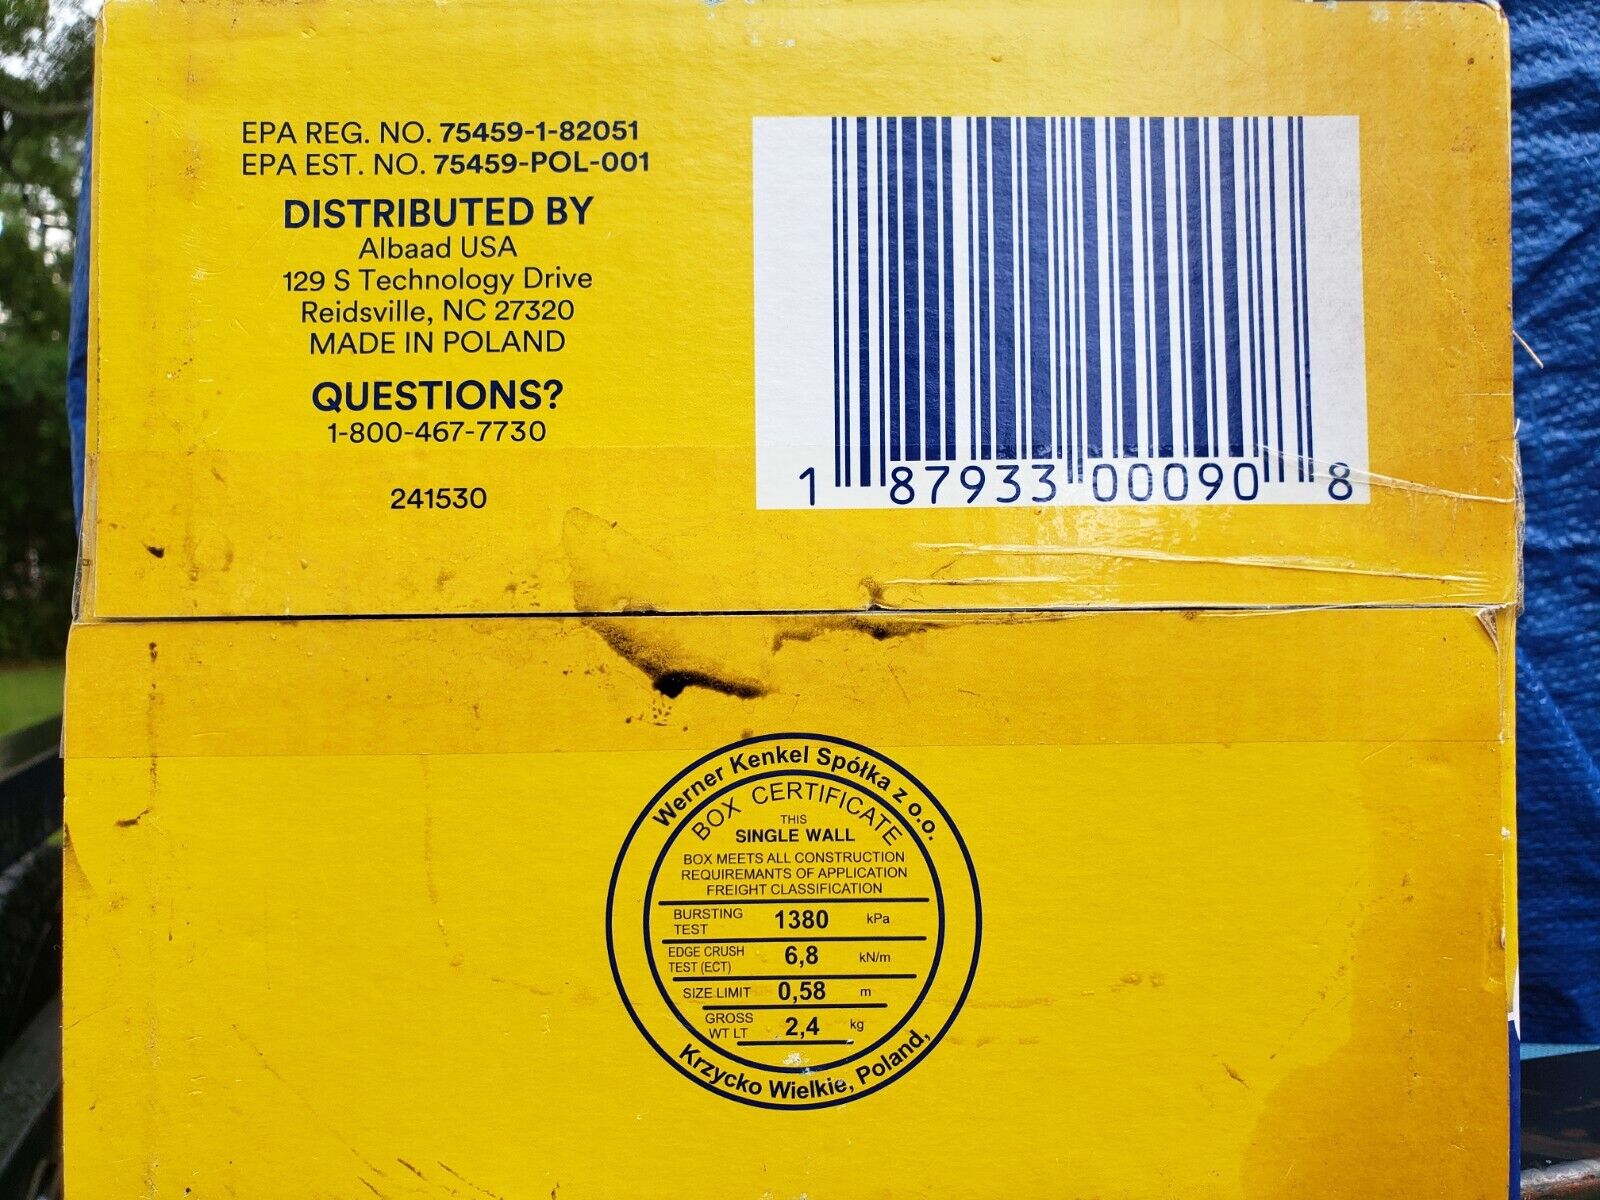 EPA REG. NO. 75459-1-82051
EPA EST. NO. 75459-POL-001
DISTRIBUTED BY
Albaad USA
129 S Technology Drive
Reidsville, NC 27320
MADE IN POLAND
QUESTIONS?
1-800-467-7730
241530
1 87933 00090 8
Werner Kenkel Spółka z o.o.
BOX CERTIFICATE
THIS
SINGLE WALL
BOX MEETS ALL CONSTRUCTION
REQUIREMANTS OF APPLICATION
FREIGHT CLASSIFICATION
BURSTING TEST 1380 kPa
EDGE CRUSH TEST (ECT) 6,8 kN/m
SIZE LIMIT 0,58 m
GROSS WT LT 2,4 kg
Krzycko Wielkie, Poland,